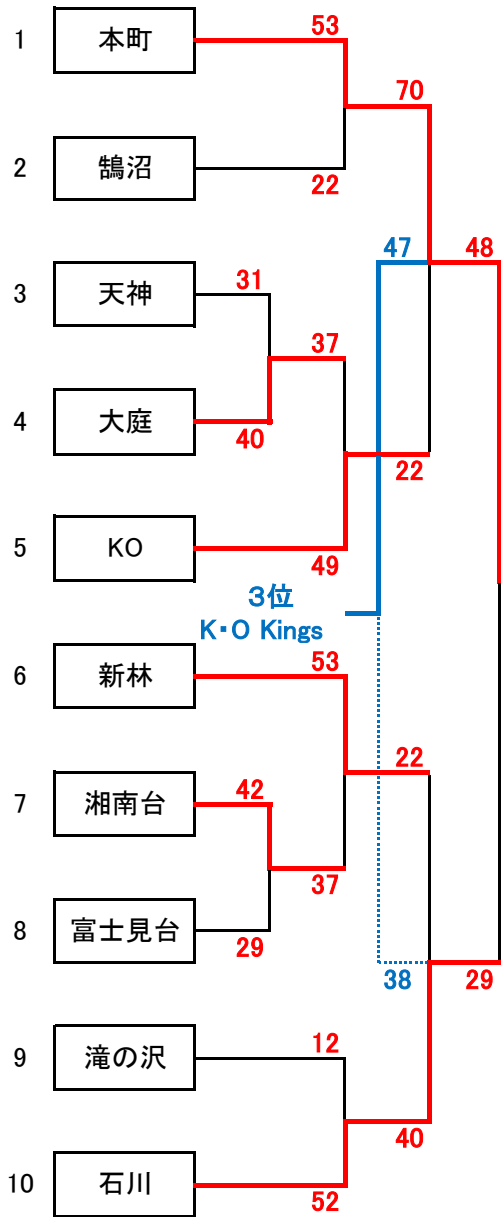 1 本町 53
70
2 鵠沼 22
47 48
3 天神 31
37
4 大庭 40
22
5 KO 49
3位
K・O Kings
6 新林 53
22
7 湘南台 42
37
8 富士見台 29
38 29
9 滝の沢 12
40
10 石川 52